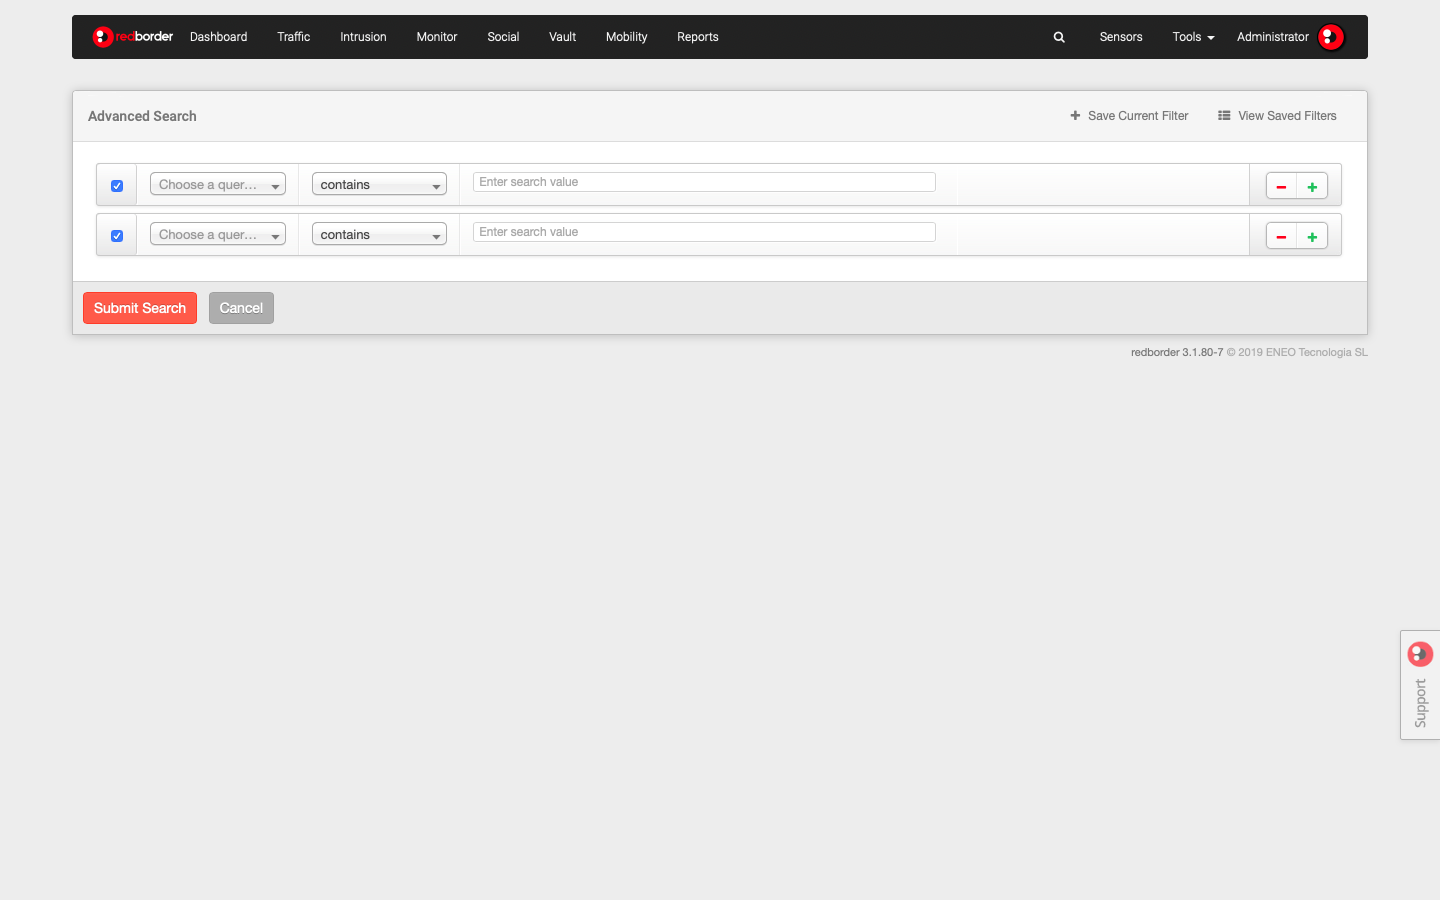 redborder Dashboard Traffic Intrusion Monitor Social Vault Mobility Reports Sensors Tools Administrator
Advanced Search Save Current Filter View Saved Filters
Choose a quer... contains Enter search value
Choose a quer... contains Enter search value
Submit Search Cancel
redborder 3.1.80-7 © 2019 ENEO Tecnologia SL
Support